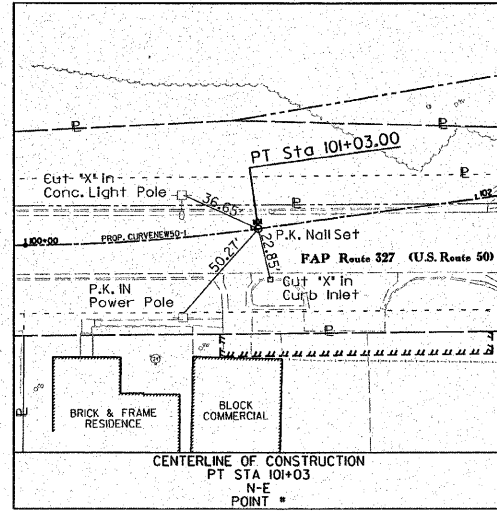 PT Sta 101+03.00
Cut "X" in
Conc. Light Pole
36.65'
102
P.K. Nail Set
100+00
PROP. CURVENEW50-1
22.85'
FAP Route 327 (U.S. Route 50)
50.27'
P.K. IN
Power Pole
Cut "X" in
Curb Inlet
BRICK & FRAME
RESIDENCE
BLOCK
COMMERCIAL
CENTERLINE OF CONSTRUCTION
PT STA 101+03
N-E
POINT #